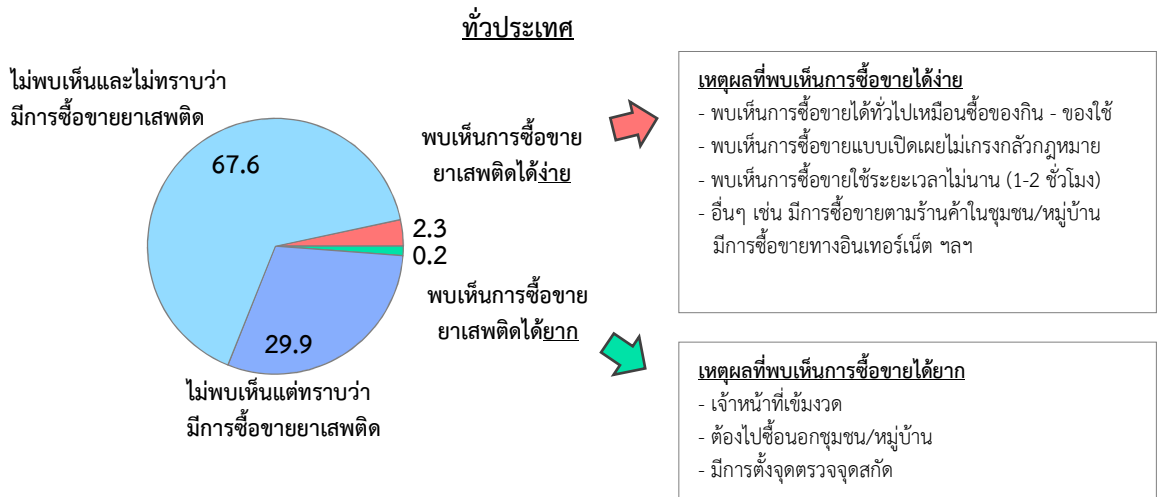 ทั่วประเทศ
ไม่พบเห็นและไม่ทราบว่า
มีการซื้อขายยาเสพติด
67.6
พบเห็นการซื้อขาย
ยาเสพติดได้ง่าย
2.3
0.2
พบเห็นการซื้อขาย
ยาเสพติดได้ยาก
29.9
ไม่พบเห็นแต่ทราบว่า
มีการซื้อขายยาเสพติด
เหตุผลที่พบเห็นการซื้อขายได้ง่าย
- พบเห็นการซื้อขายได้ทั่วไปเหมือนซื้อของกิน - ของใช้
- พบเห็นการซื้อขายแบบเปิดเผยไม่เกรงกลัวกฎหมาย
- พบเห็นการซื้อขายใช้ระยะเวลาไม่นาน (1-2 ชั่วโมง)
- อื่นๆ เช่น มีการซื้อขายตามร้านค้าในชุมชน/หมู่บ้าน
มีการซื้อขายทางอินเทอร์เน็ต ฯลฯ
เหตุผลที่พบเห็นการซื้อขายได้ยาก
- เจ้าหน้าที่เข้มงวด
- ต้องไปซื้อนอกชุมชน/หมู่บ้าน
- มีการตั้งจุดตรวจจุดสกัด